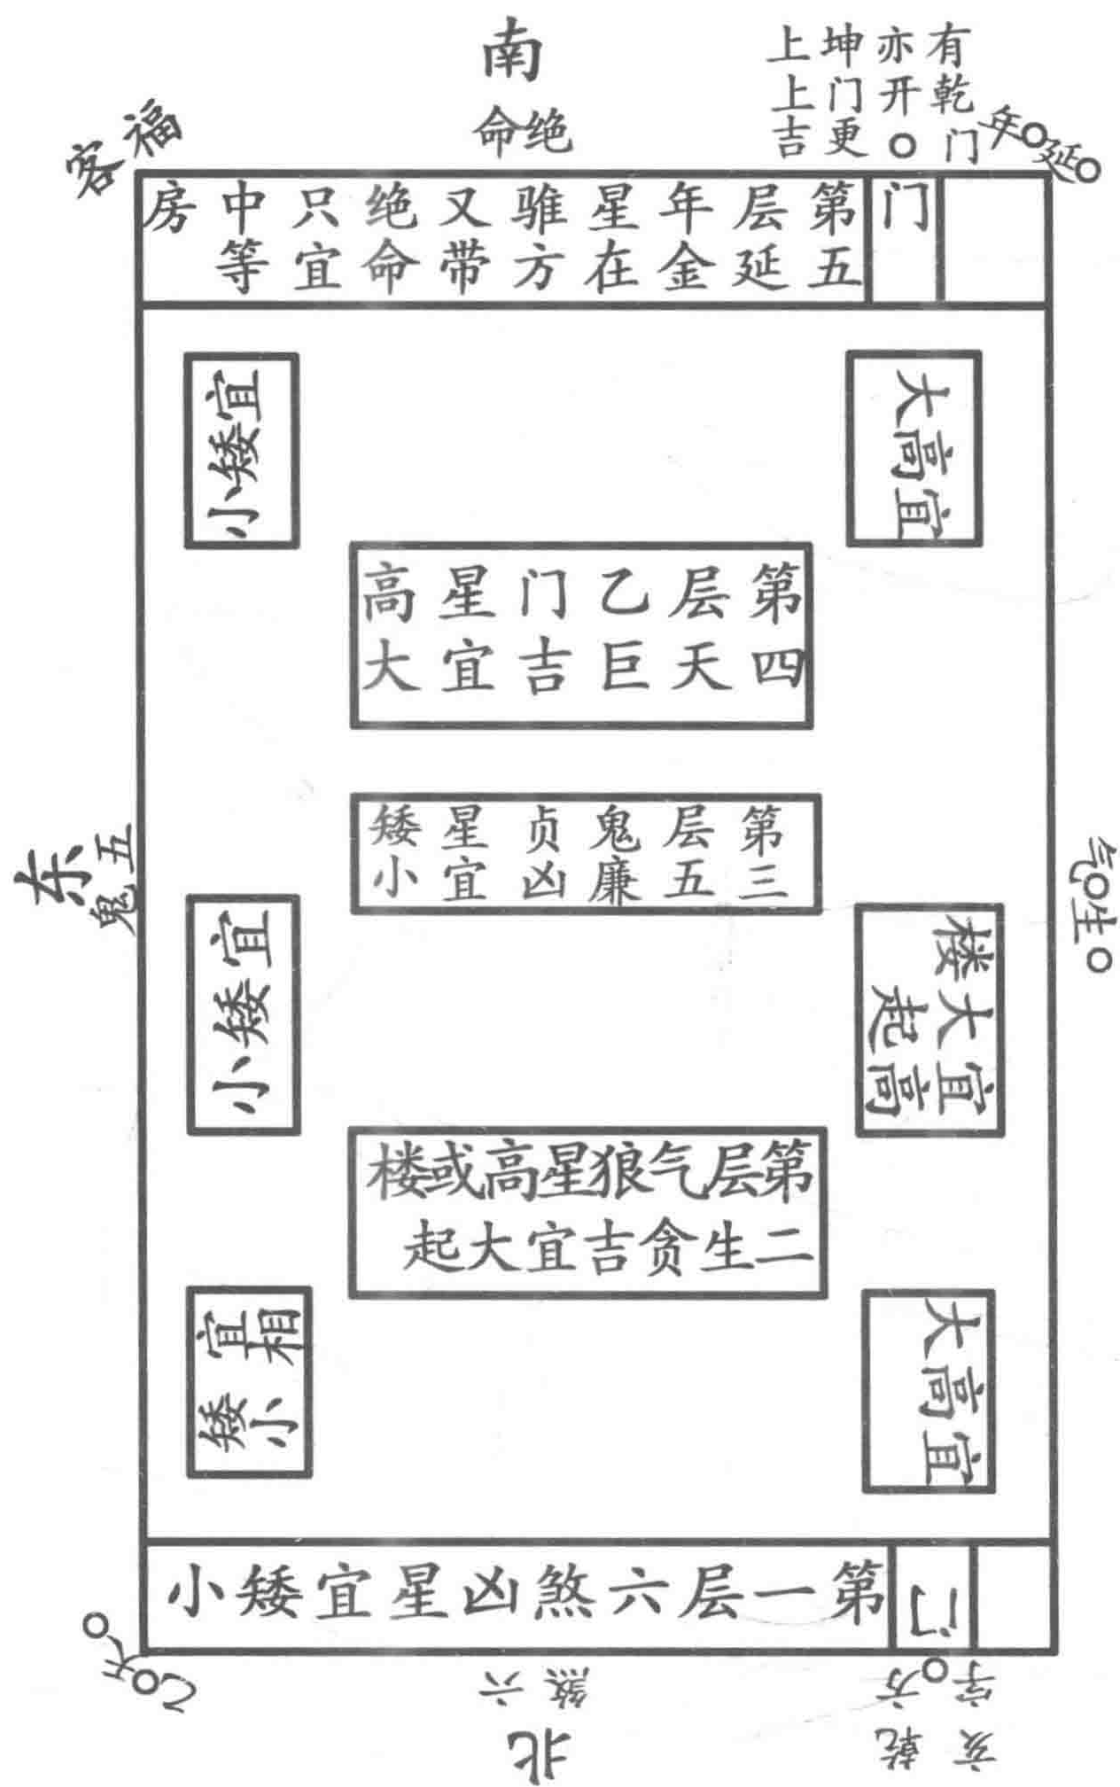 南
绝命
有乾门○
亦开坤门更
上上吉
延○年○
福客
门
第五层延年金星在骓方又带绝命只宜中等房
宜矮小
宜高大
第四层天乙巨门吉星宜高大
第三层五鬼廉贞凶星宜矮小
东
五鬼
生○气○
宜矮小
宜高大起楼
第二层生气贪狼吉星宜高大或起楼
宜相矮小
宜高大
第一层六煞凶星宜矮小
门
天○乙○
六煞
北
亥字乾方○